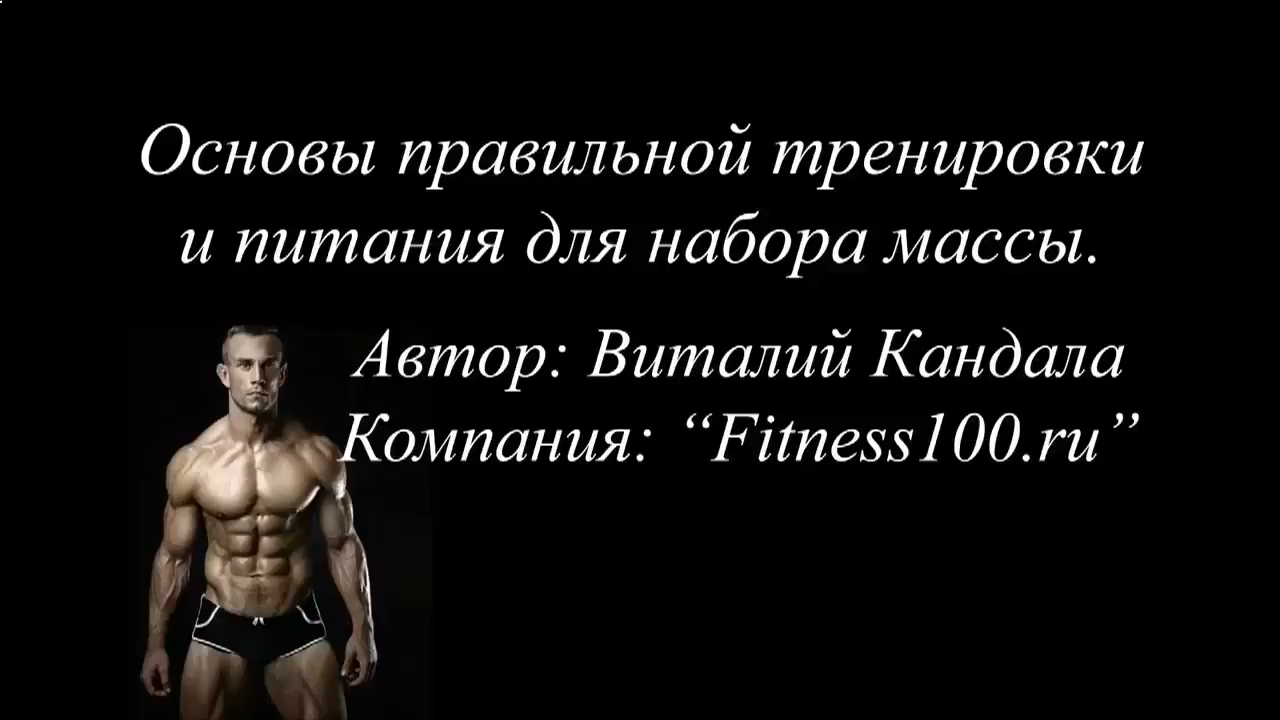 Основы правильной тренировки
и питания для набора массы.
Автор: Виталий Кандала
Компания: “Fitness100.ru”